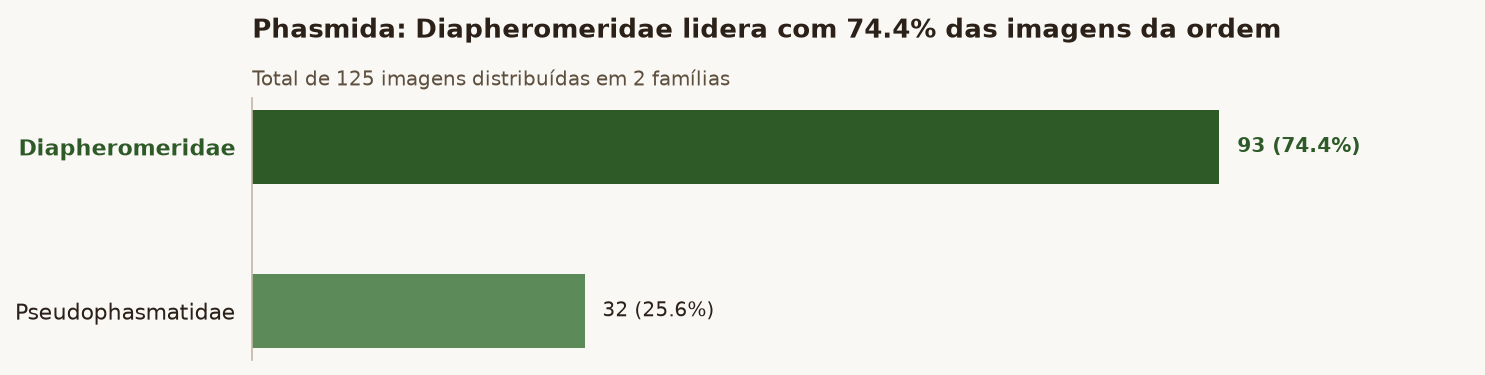 Phasmida: Diapheromeridae lidera com 74.4% das imagens da ordem
Total de 125 imagens distribuídas em 2 famílias
Diapheromeridae
93 (74.4%)
Pseudophasmatidae
32 (25.6%)